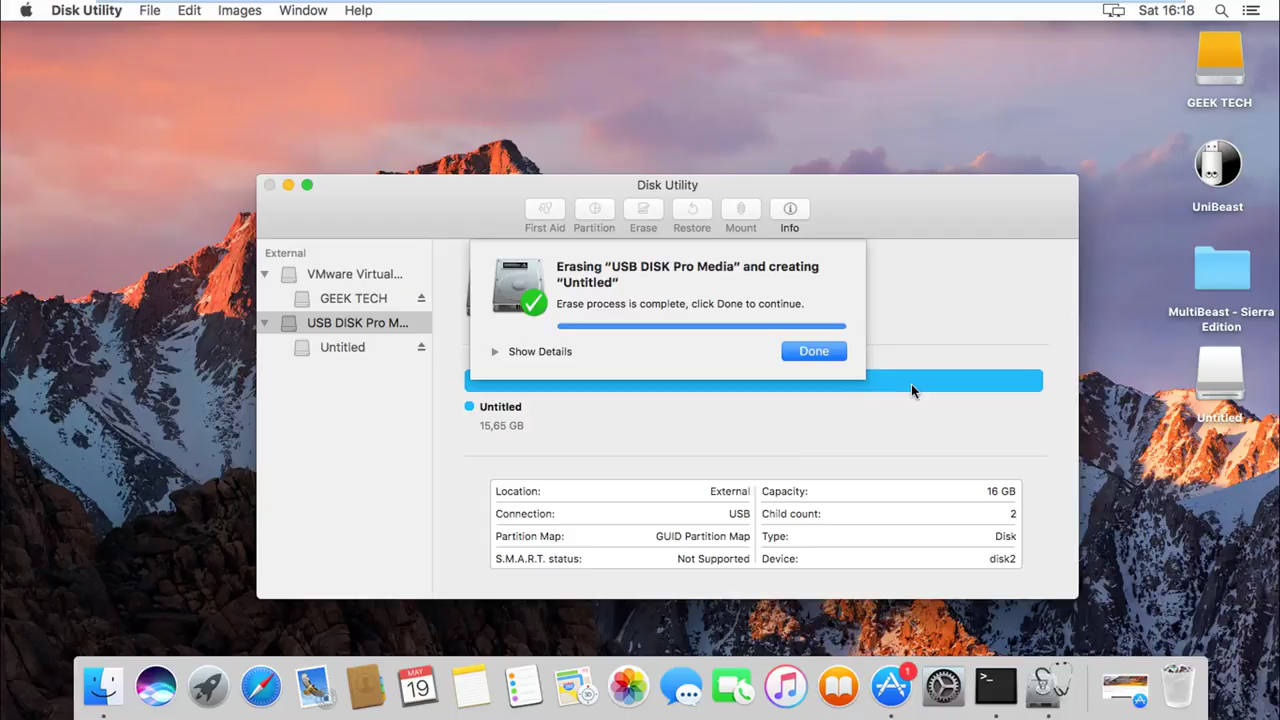 Disk Utility File Edit Images Window Help Sat 16:18
GEEK TECH
UniBeast
MultiBeast - Sierra
Edition
Untitled
Disk Utility
First Aid Partition Erase Restore Mount Info
External
VMware Virtual...
GEEK TECH
USB DISK Pro M...
Untitled
Erasing “USB DISK Pro Media” and creating
“Untitled”
Erase process is complete, click Done to continue.
Show Details Done
Untitled
15,65 GB
Location: External Capacity: 16 GB
Connection: USB Child count: 2
Partition Map: GUID Partition Map Type: Disk
S.M.A.R.T. status: Not Supported Device: disk2
MAY
19
1